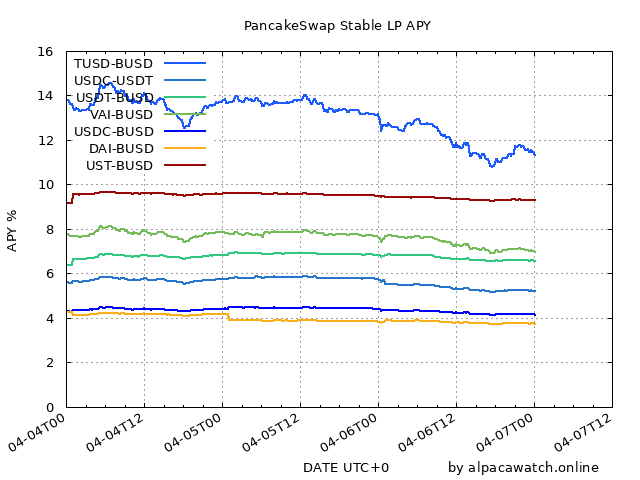 PancakeSwap Stable LP APY
16
14
12
10
8
6
4
2
0
APY %
TUSD-BUSD
USDC-USDT
USDT-BUSD
VAI-BUSD
USDC-BUSD
DAI-BUSD
UST-BUSD
04-04T00
04-04T12
04-05T00
04-05T12
04-06T00
04-06T12
04-07T00
04-07T12
DATE UTC+0
by alpacawatch.online